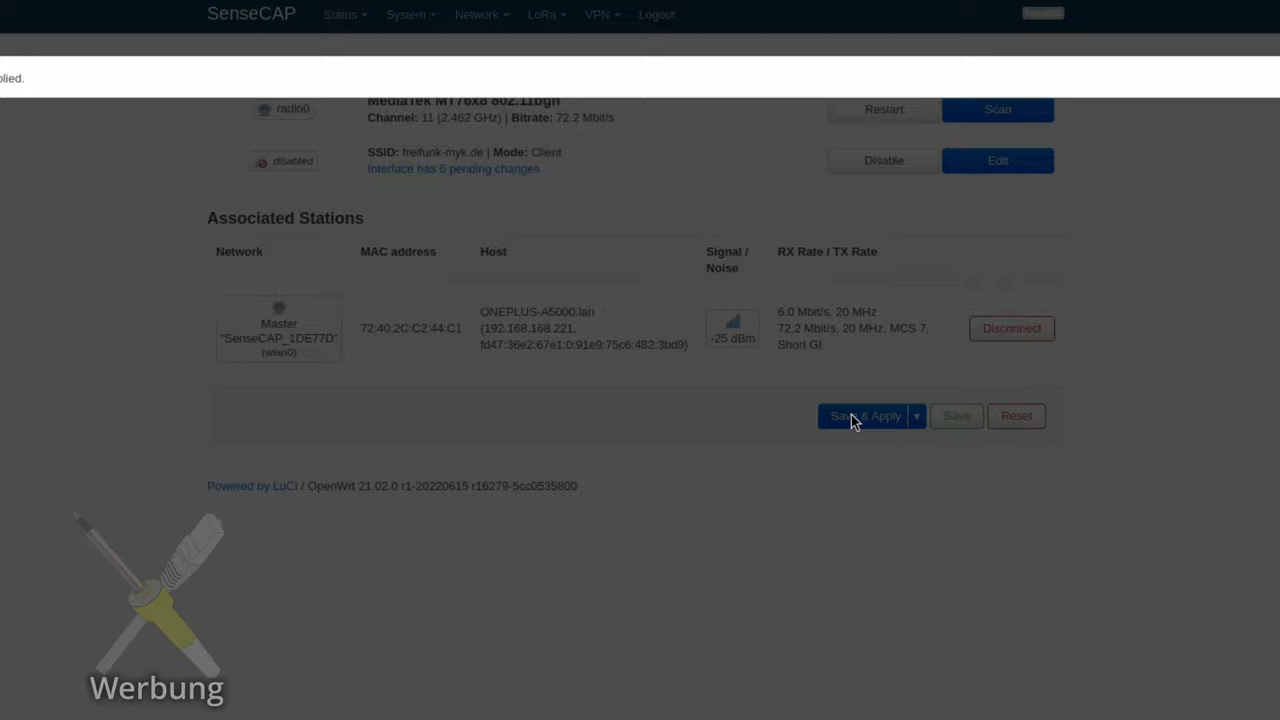 SenseCAP Status System Network LoRa VPN Logout
plied.
radio0
MediaTek MT76x8 802.11bgn
Channel: 11 (2.462 GHz) | Bitrate: 72.2 Mbit/s
Restart Scan
disabled
SSID: freifunk-myk.de | Mode: Client
Interface has 6 pending changes
Disable Edit
Associated Stations
Network MAC address Host Signal / Noise RX Rate / TX Rate
Master
"SenseCAP_1DE77D"
(wlan0)
72:40:2C:C2:44:C1
ONEPLUS-A5000.lan
(192.168.168.221,
fd47:36e2:67e1:0:91e9:75c6:482:3bd9)
-25 dBm
6.0 Mbit/s, 20 MHz
72.2 Mbit/s, 20 MHz, MCS 7,
Short GI
Disconnect
Save & Apply Save Reset
Powered by LuCI / OpenWrt 21.02.0 r1-20220615 r16279-5cc0535800
Werbung